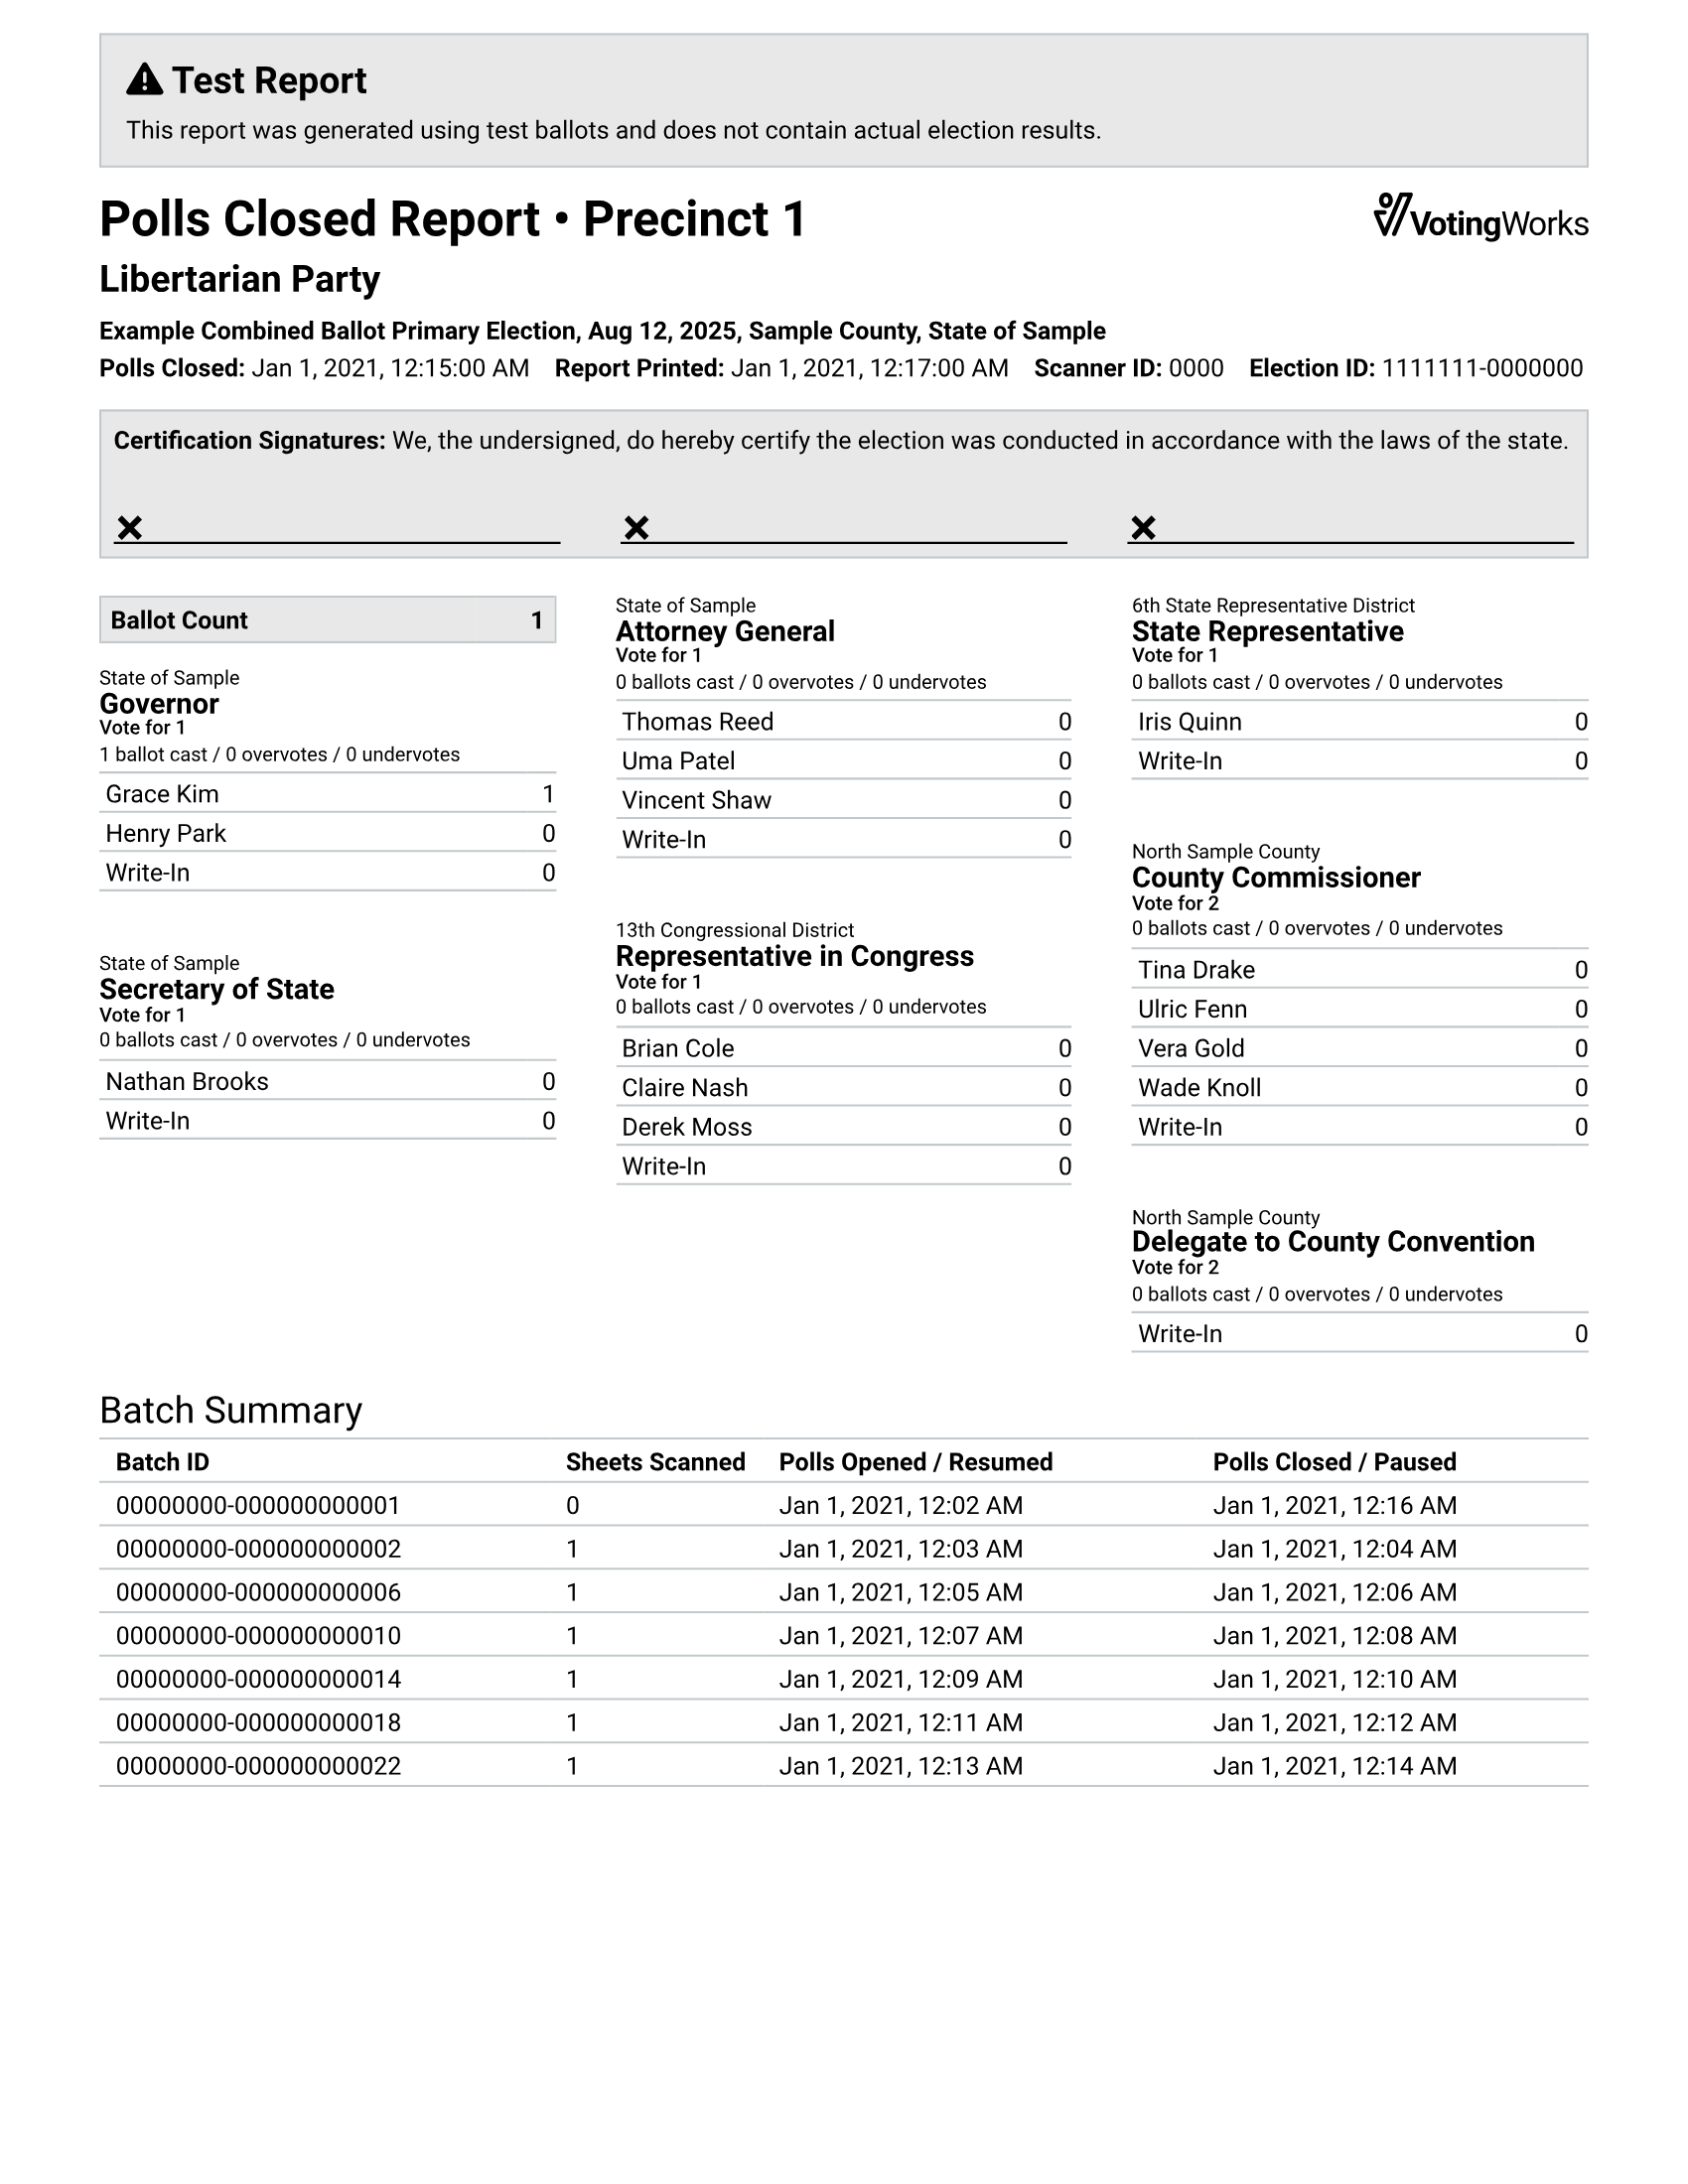 Test Report
This report was generated using test ballots and does not contain actual election results.
Polls Closed Report • Precinct 1
VotingWorks
Libertarian Party
Example Combined Ballot Primary Election, Aug 12, 2025, Sample County, State of Sample
Polls Closed: Jan 1, 2021, 12:15:00 AM Report Printed: Jan 1, 2021, 12:17:00 AM Scanner ID: 0000 Election ID: 1111111-0000000
Certification Signatures: We, the undersigned, do hereby certify the election was conducted in accordance with the laws of the state.
Ballot Count 1
State of Sample
Governor
Vote for 1
1 ballot cast / 0 overvotes / 0 undervotes
Grace Kim 1
Henry Park 0
Write-In 0
State of Sample
Secretary of State
Vote for 1
0 ballots cast / 0 overvotes / 0 undervotes
Nathan Brooks 0
Write-In 0
State of Sample
Attorney General
Vote for 1
0 ballots cast / 0 overvotes / 0 undervotes
Thomas Reed 0
Uma Patel 0
Vincent Shaw 0
Write-In 0
13th Congressional District
Representative in Congress
Vote for 1
0 ballots cast / 0 overvotes / 0 undervotes
Brian Cole 0
Claire Nash 0
Derek Moss 0
Write-In 0
6th State Representative District
State Representative
Vote for 1
0 ballots cast / 0 overvotes / 0 undervotes
Iris Quinn 0
Write-In 0
North Sample County
County Commissioner
Vote for 2
0 ballots cast / 0 overvotes / 0 undervotes
Tina Drake 0
Ulric Fenn 0
Vera Gold 0
Wade Knoll 0
Write-In 0
North Sample County
Delegate to County Convention
Vote for 2
0 ballots cast / 0 overvotes / 0 undervotes
Write-In 0
Batch Summary
Batch ID Sheets Scanned Polls Opened / Resumed Polls Closed / Paused
00000000-000000000001 0 Jan 1, 2021, 12:02 AM Jan 1, 2021, 12:16 AM
00000000-000000000002 1 Jan 1, 2021, 12:03 AM Jan 1, 2021, 12:04 AM
00000000-000000000006 1 Jan 1, 2021, 12:05 AM Jan 1, 2021, 12:06 AM
00000000-000000000010 1 Jan 1, 2021, 12:07 AM Jan 1, 2021, 12:08 AM
00000000-000000000014 1 Jan 1, 2021, 12:09 AM Jan 1, 2021, 12:10 AM
00000000-000000000018 1 Jan 1, 2021, 12:11 AM Jan 1, 2021, 12:12 AM
00000000-000000000022 1 Jan 1, 2021, 12:13 AM Jan 1, 2021, 12:14 AM